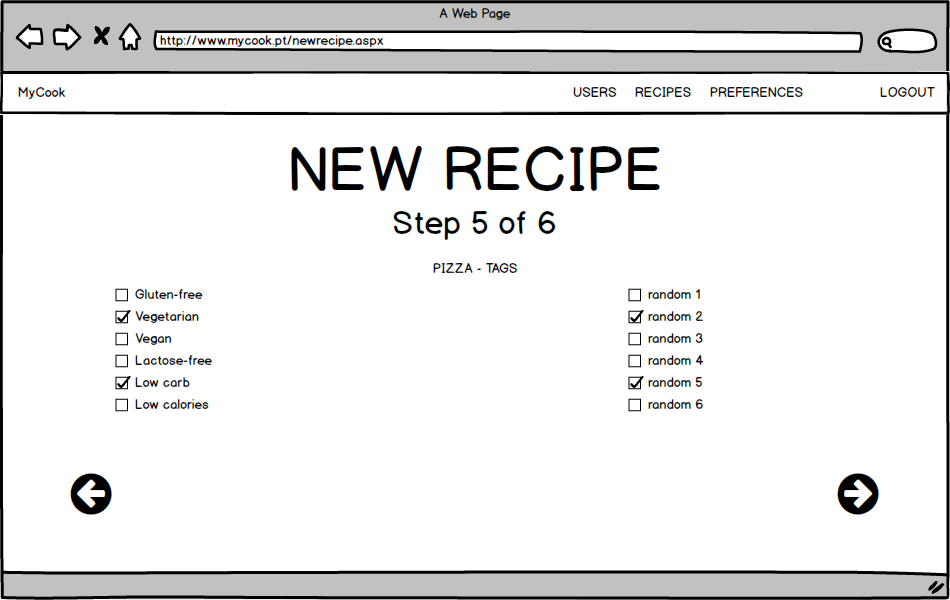 A Web Page
http://www.mycook.pt/newrecipe.aspx
MyCook USERS RECIPES PREFERENCES LOGOUT
NEW RECIPE
Step 5 of 6
PIZZA - TAGS
Gluten-free
Vegetarian
Vegan
Lactose-free
Low carb
Low calories
random 1
random 2
random 3
random 4
random 5
random 6